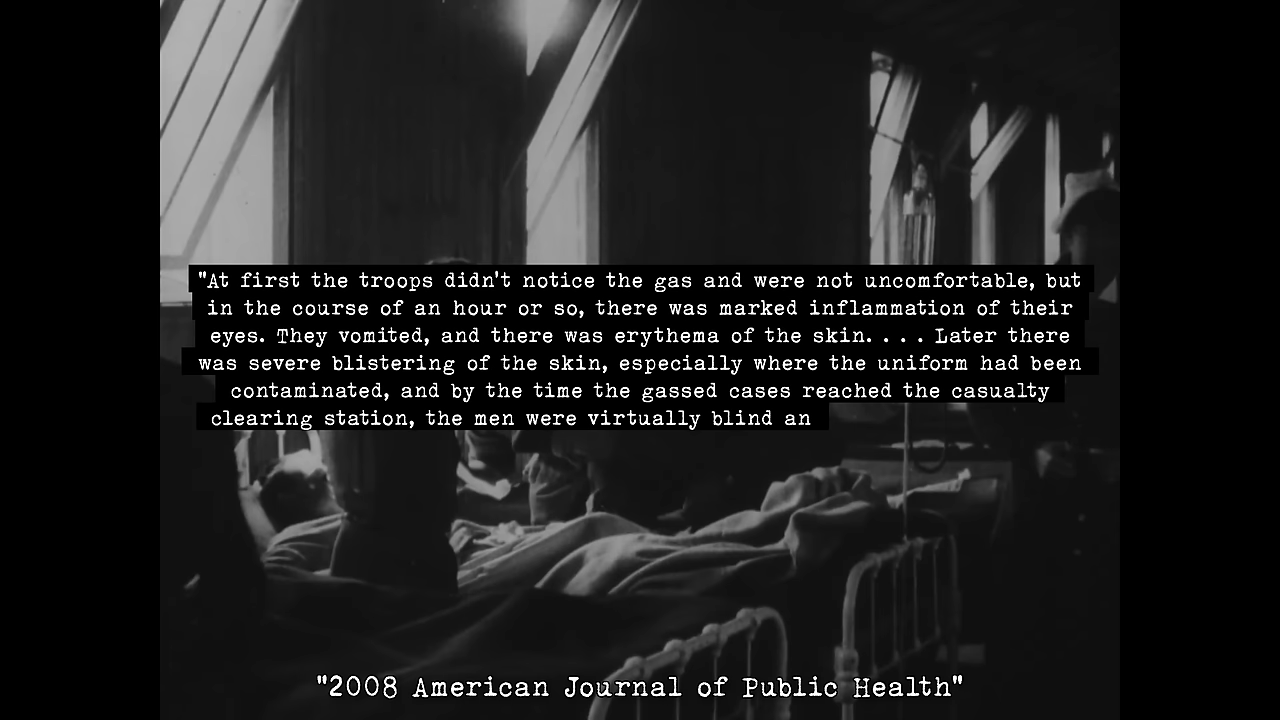 "At first the troops didn't notice the gas and were not uncomfortable, but
in the course of an hour or so, there was marked inflammation of their
eyes. They vomited, and there was erythema of the skin. . . . Later there
was severe blistering of the skin, especially where the uniform had been
contaminated, and by the time the gassed cases reached the casualty
clearing station, the men were virtually blind an
"2008 American Journal of Public Health"